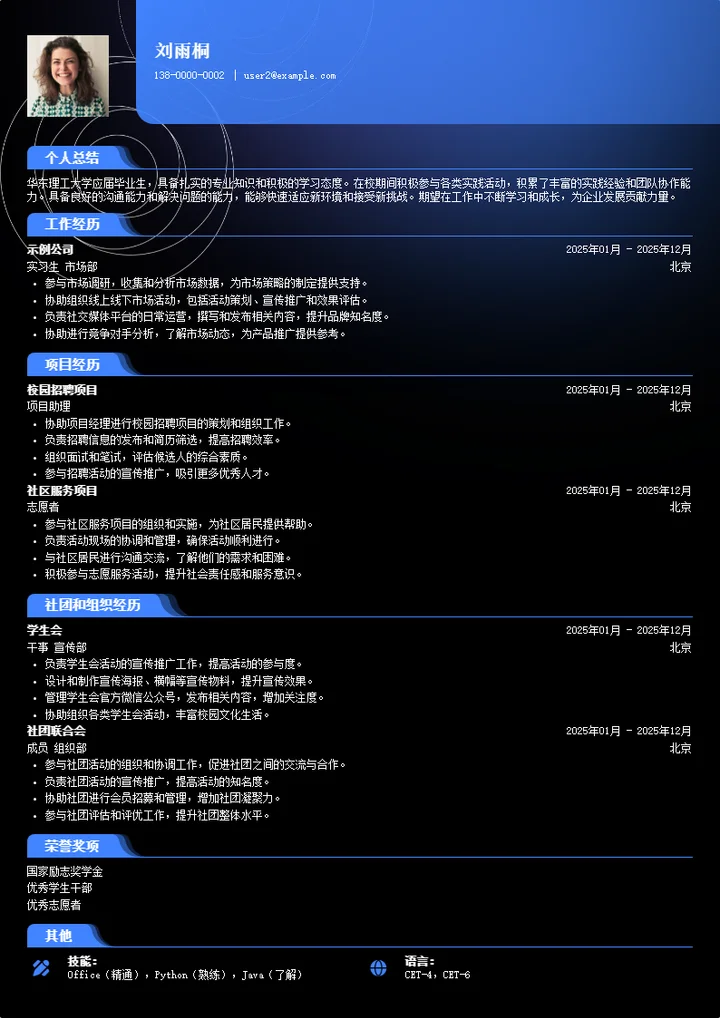 刘雨桐
138-0000-0002 | user2@example.com
个人总结
华东理工大学应届毕业生，具备扎实的专业知识和积极的学习态度。在校期间积极参与各类实践活动，积累了丰富的实践经验和团队协作能
力。具备良好的沟通能力和解决问题的能力，能够快速适应新环境和接受新挑战。期望在工作中不断学习和成长，为企业发展贡献力量。
工作经历
示例公司 2025年01月 - 2025年12月
实习生 市场部 北京
• 参与市场调研，收集和分析市场数据，为市场策略的制定提供支持。
• 协助组织线上线下市场活动，包括活动策划、宣传推广和效果评估。
• 负责社交媒体平台的日常运营，撰写和发布相关内容，提升品牌知名度。
• 协助进行竞争对手分析，了解市场动态，为产品推广提供参考。
项目经历
校园招聘项目 2025年01月 - 2025年12月
项目助理 北京
• 协助项目经理进行校园招聘项目的策划和组织工作。
• 负责招聘信息的发布和简历筛选，提高招聘效率。
• 组织面试和笔试，评估候选人的综合素质。
• 参与招聘活动的宣传推广，吸引更多优秀人才。
社区服务项目 2025年01月 - 2025年12月
志愿者 北京
• 参与社区服务项目的组织和实施，为社区居民提供帮助。
• 负责活动现场的协调和管理，确保活动顺利进行。
• 与社区居民进行沟通交流，了解他们的需求和困难。
• 积极参与志愿服务活动，提升社会责任感和服务意识。
社团和组织经历
学生会 2025年01月 - 2025年12月
干事 宣传部 北京
• 负责学生会活动的宣传推广工作，提高活动的参与度。
• 设计和制作宣传海报、横幅等宣传物料，提升宣传效果。
• 管理学生会官方微信公众号，发布相关内容，增加关注度。
• 协助组织各类学生会活动，丰富校园文化生活。
社团联合会 2025年01月 - 2025年12月
成员 组织部 北京
• 参与社团活动的组织和协调工作，促进社团之间的交流与合作。
• 负责社团活动的宣传推广，提高活动的知名度。
• 协助社团进行会员招募和管理，增加社团凝聚力。
• 参与社团评估和评优工作，提升社团整体水平。
荣誉奖项
国家励志奖学金
优秀学生干部
优秀志愿者
其他
技能： 语言：
Office（精通），Python（熟练），Java（了解） CET-4，CET-6